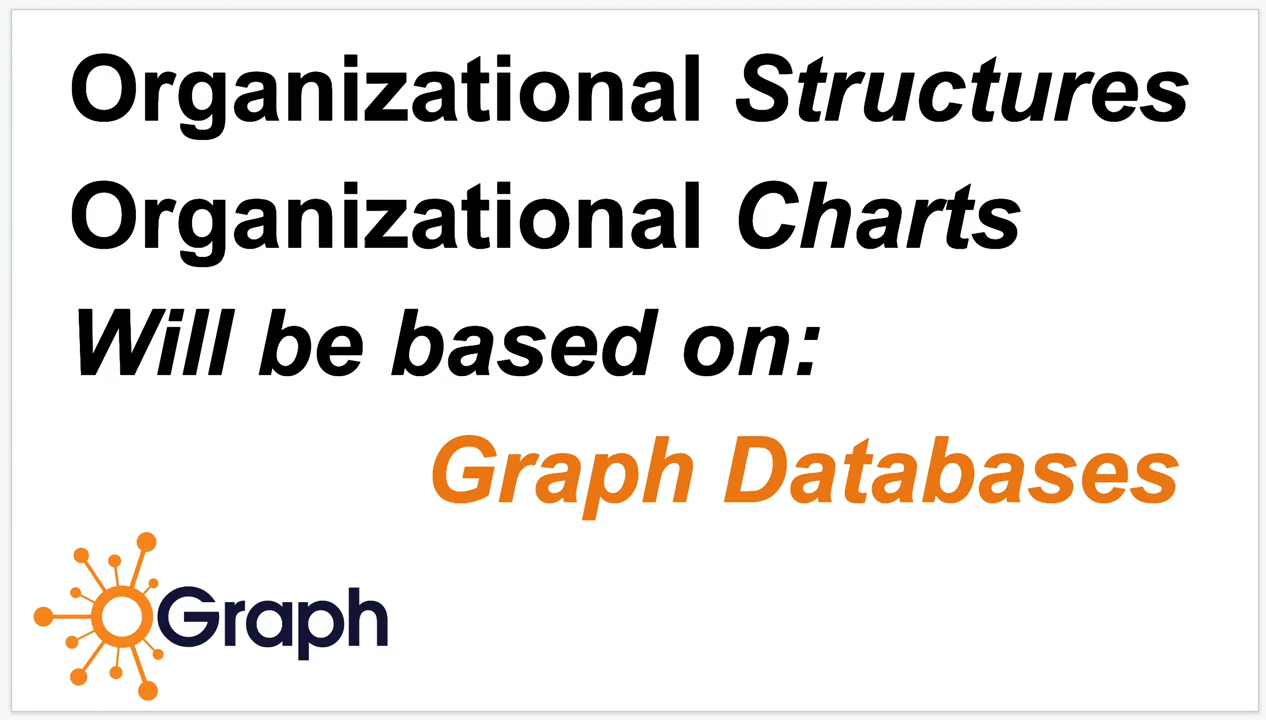 Organizational Structures
Organizational Charts
Will be based on:
Graph Databases
OGraph